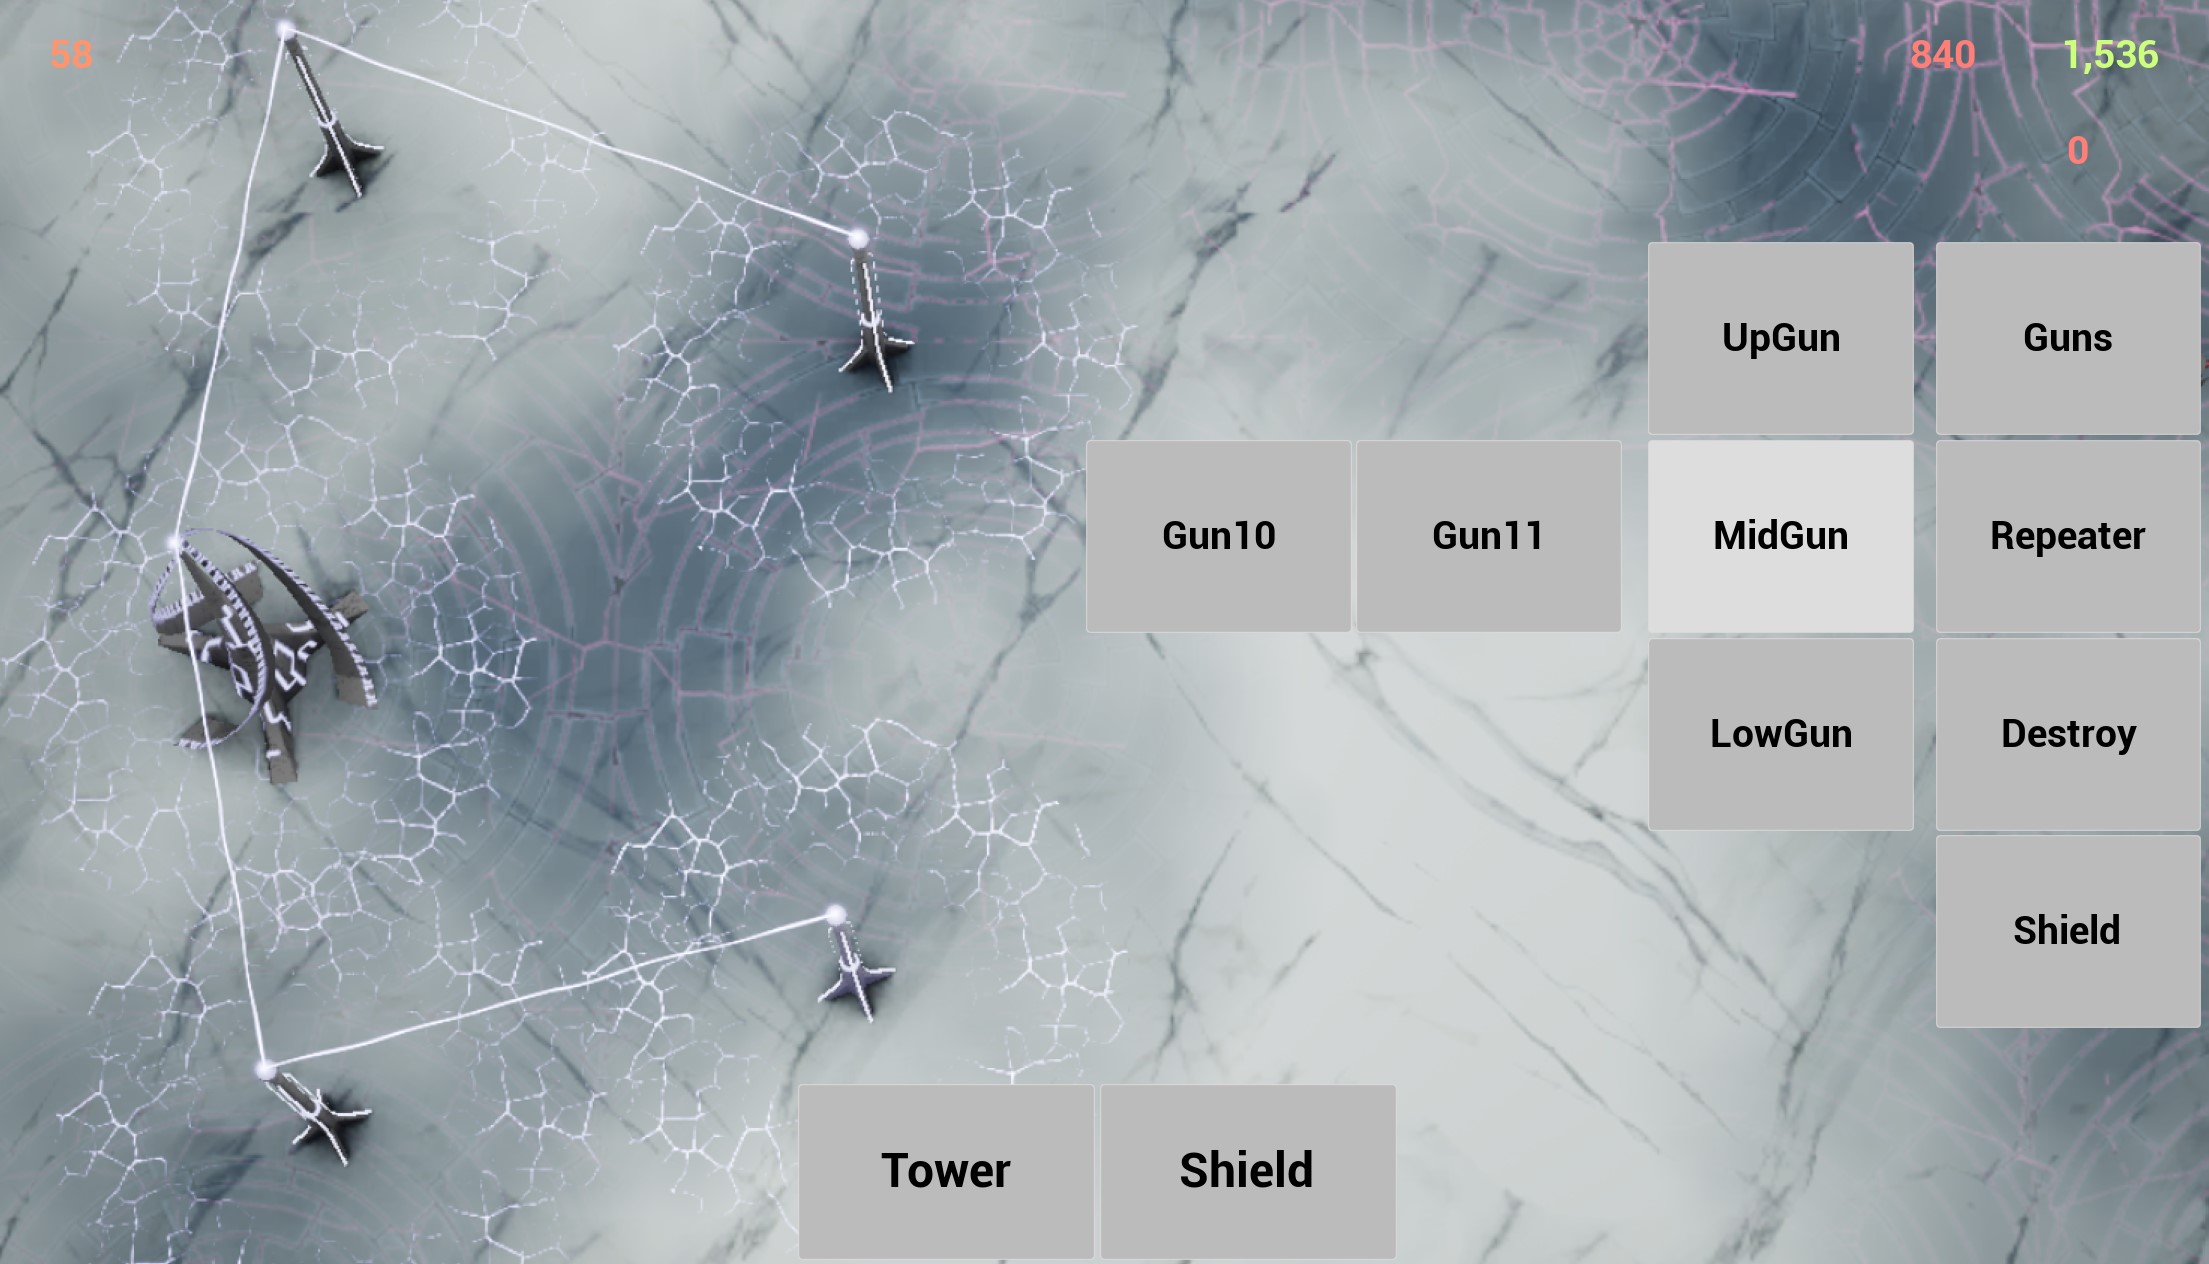 58
840
1,536
0
UpGun
Guns
Gun10
Gun11
MidGun
Repeater
LowGun
Destroy
Shield
Tower
Shield